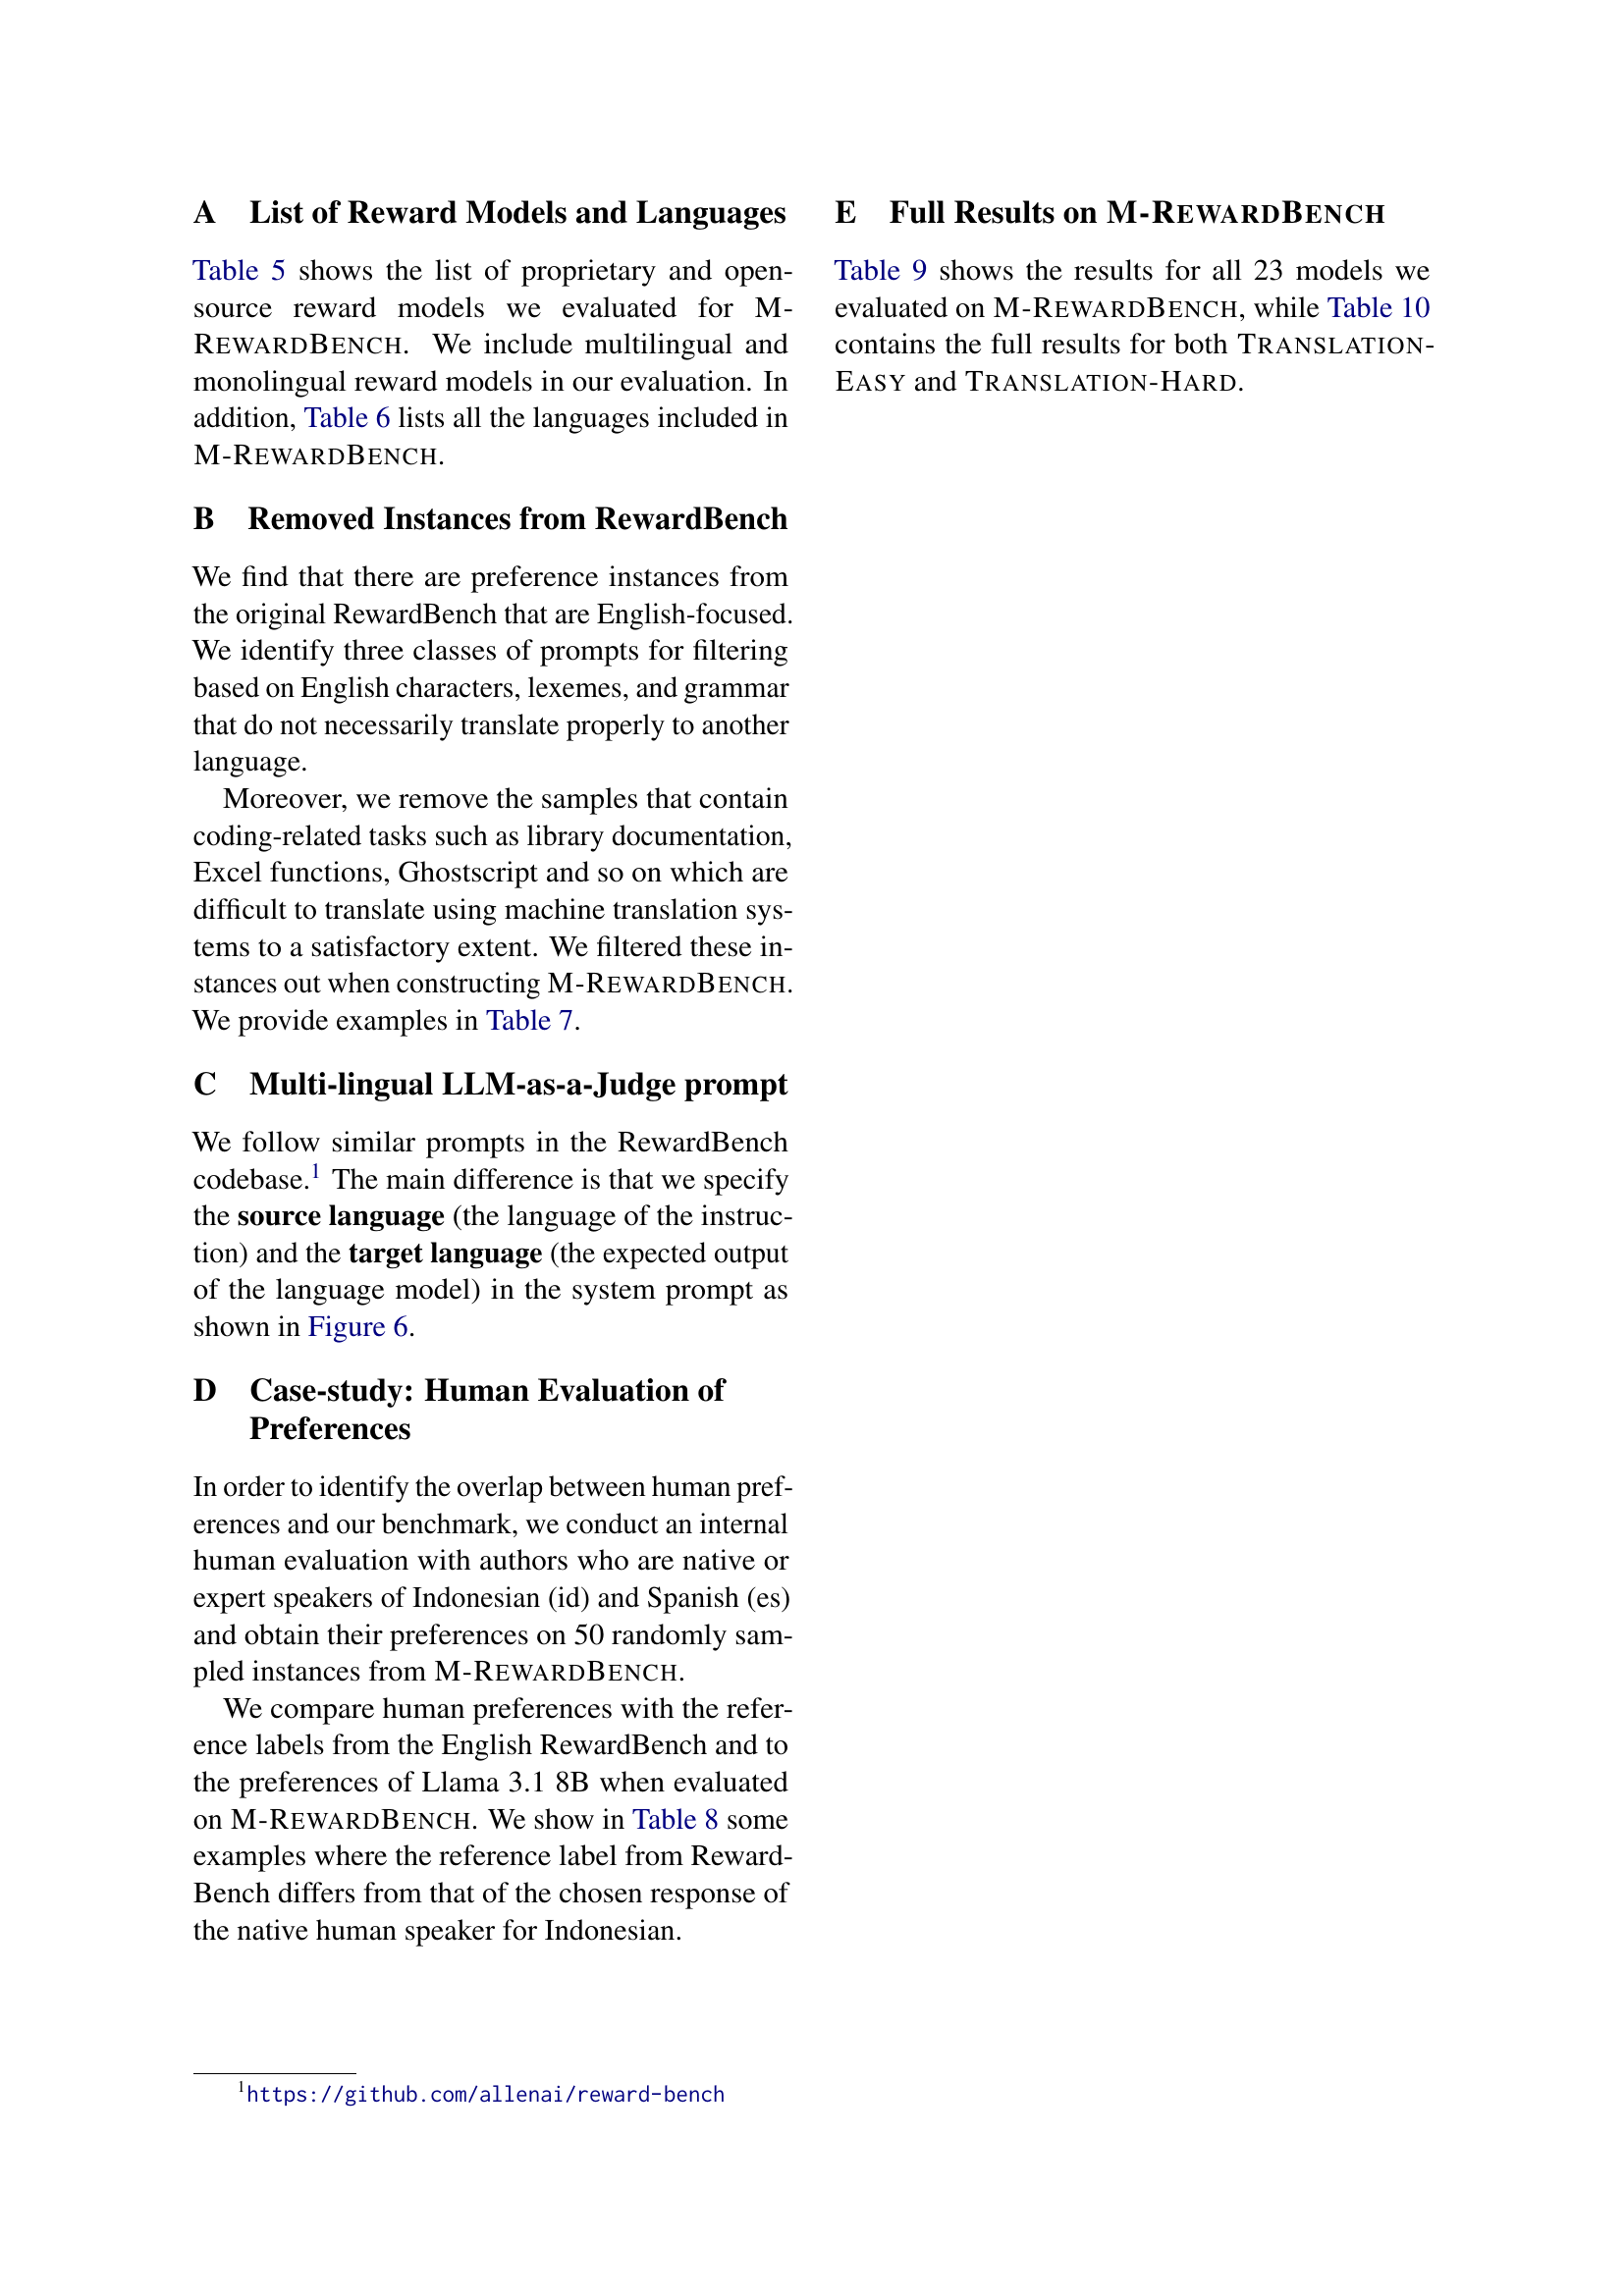 A List of Reward Models and Languages
Table 5 shows the list of proprietary and open-
source reward models we evaluated for M-
REWARDBENCH. We include multilingual and
monolingual reward models in our evaluation. In
addition, Table 6 lists all the languages included in
M-REWARDBENCH.
B Removed Instances from RewardBench
We find that there are preference instances from
the original RewardBench that are English-focused.
We identify three classes of prompts for filtering
based on English characters, lexemes, and grammar
that do not necessarily translate properly to another
language.
Moreover, we remove the samples that contain
coding-related tasks such as library documentation,
Excel functions, Ghostscript and so on which are
difficult to translate using machine translation sys-
tems to a satisfactory extent. We filtered these in-
stances out when constructing M-REWARDBENCH.
We provide examples in Table 7.
C Multi-lingual LLM-as-a-Judge prompt
We follow similar prompts in the RewardBench
codebase.1 The main difference is that we specify
the source language (the language of the instruc-
tion) and the target language (the expected output
of the language model) in the system prompt as
shown in Figure 6.
D Case-study: Human Evaluation of
Preferences
In order to identify the overlap between human pref-
erences and our benchmark, we conduct an internal
human evaluation with authors who are native or
expert speakers of Indonesian (id) and Spanish (es)
and obtain their preferences on 50 randomly sam-
pled instances from M-REWARDBENCH.
We compare human preferences with the refer-
ence labels from the English RewardBench and to
the preferences of Llama 3.1 8B when evaluated
on M-REWARDBENCH. We show in Table 8 some
examples where the reference label from Reward-
Bench differs from that of the chosen response of
the native human speaker for Indonesian.
1https://github.com/allenai/reward-bench
E Full Results on M-REWARDBENCH
Table 9 shows the results for all 23 models we
evaluated on M-REWARDBENCH, while Table 10
contains the full results for both TRANSLATION-
EASY and TRANSLATION-HARD.